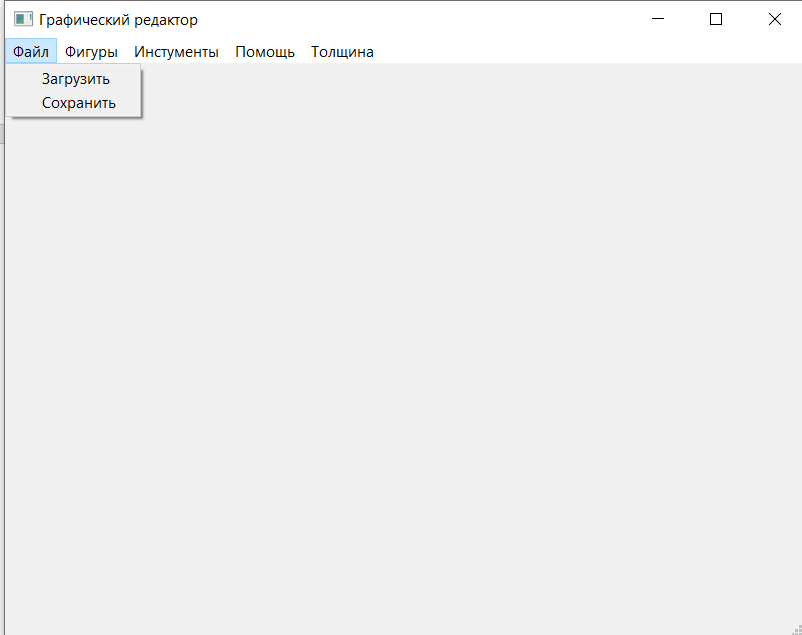 Графический редактор
Файл Фигуры Инстументы Помощь Толщина
Загрузить
Сохранить